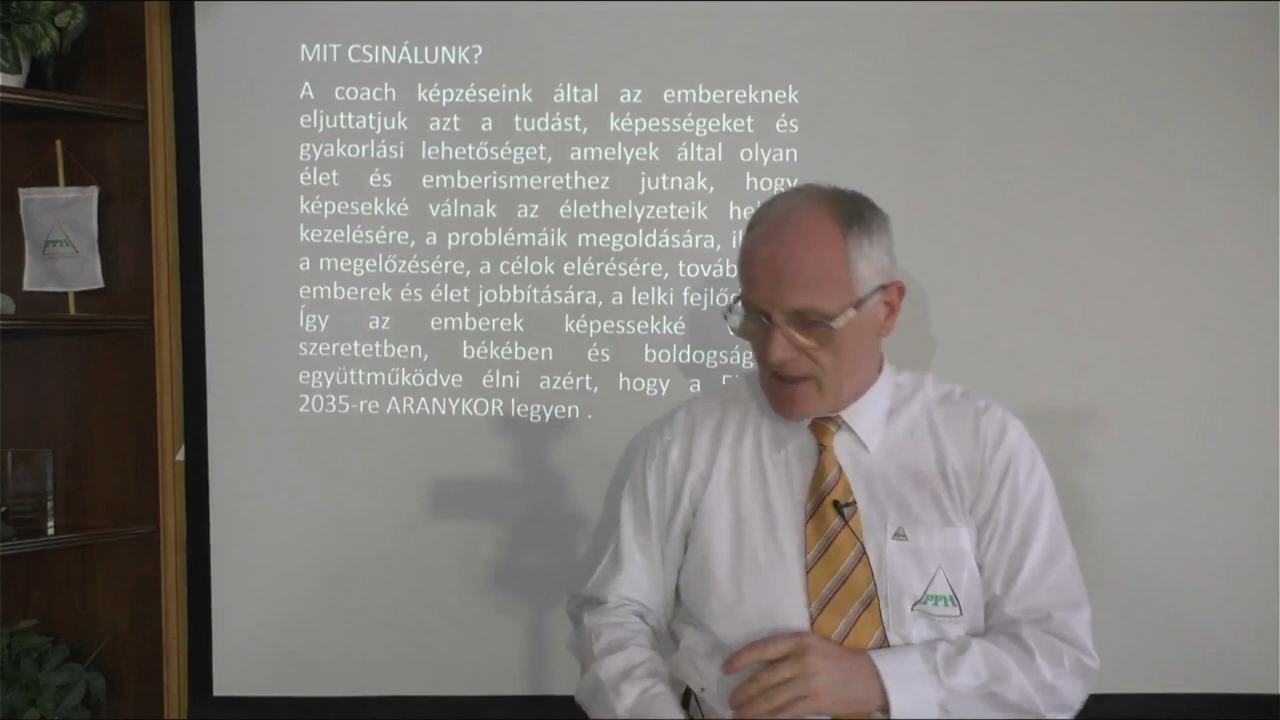 MIT CSINÁLUNK?
A coach képzéseink által az embereknek
eljuttatjuk azt a tudást, képességeket és
gyakorlási lehetőséget, amelyek által olyan
élet és emberismerethez jutnak, hogy
képesekké válnak az élethelyzeteik
kezelésére, a problémáik megoldására,
a megelőzésére, a célok elérésére,
emberek és élet jobbítására, a lelki
Így az emberek képessekké
szeretetben, békében és
együttműködve élni azért, hogy a
2035-re ARANYKOR legyen .
PPH
PPH